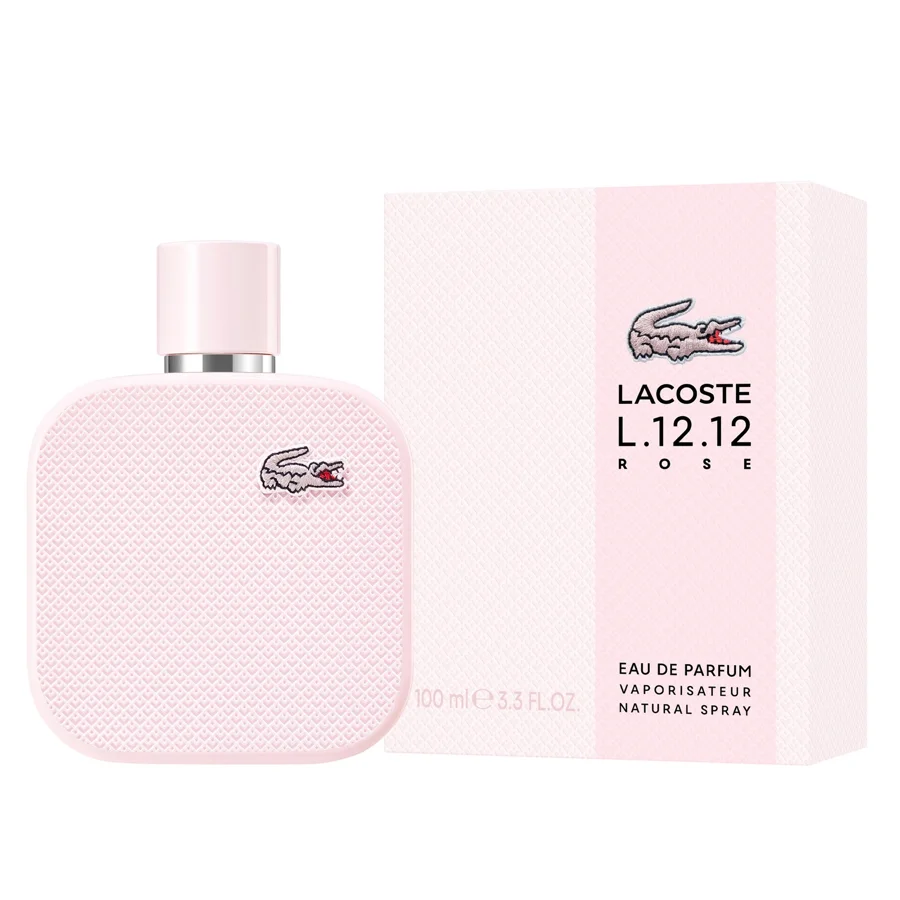 LACOSTE
L.12.12
ROSE
EAU DE PARFUM
VAPORISATEUR
NATURAL SPRAY
100 ml ℮ 3.3 FL.OZ.